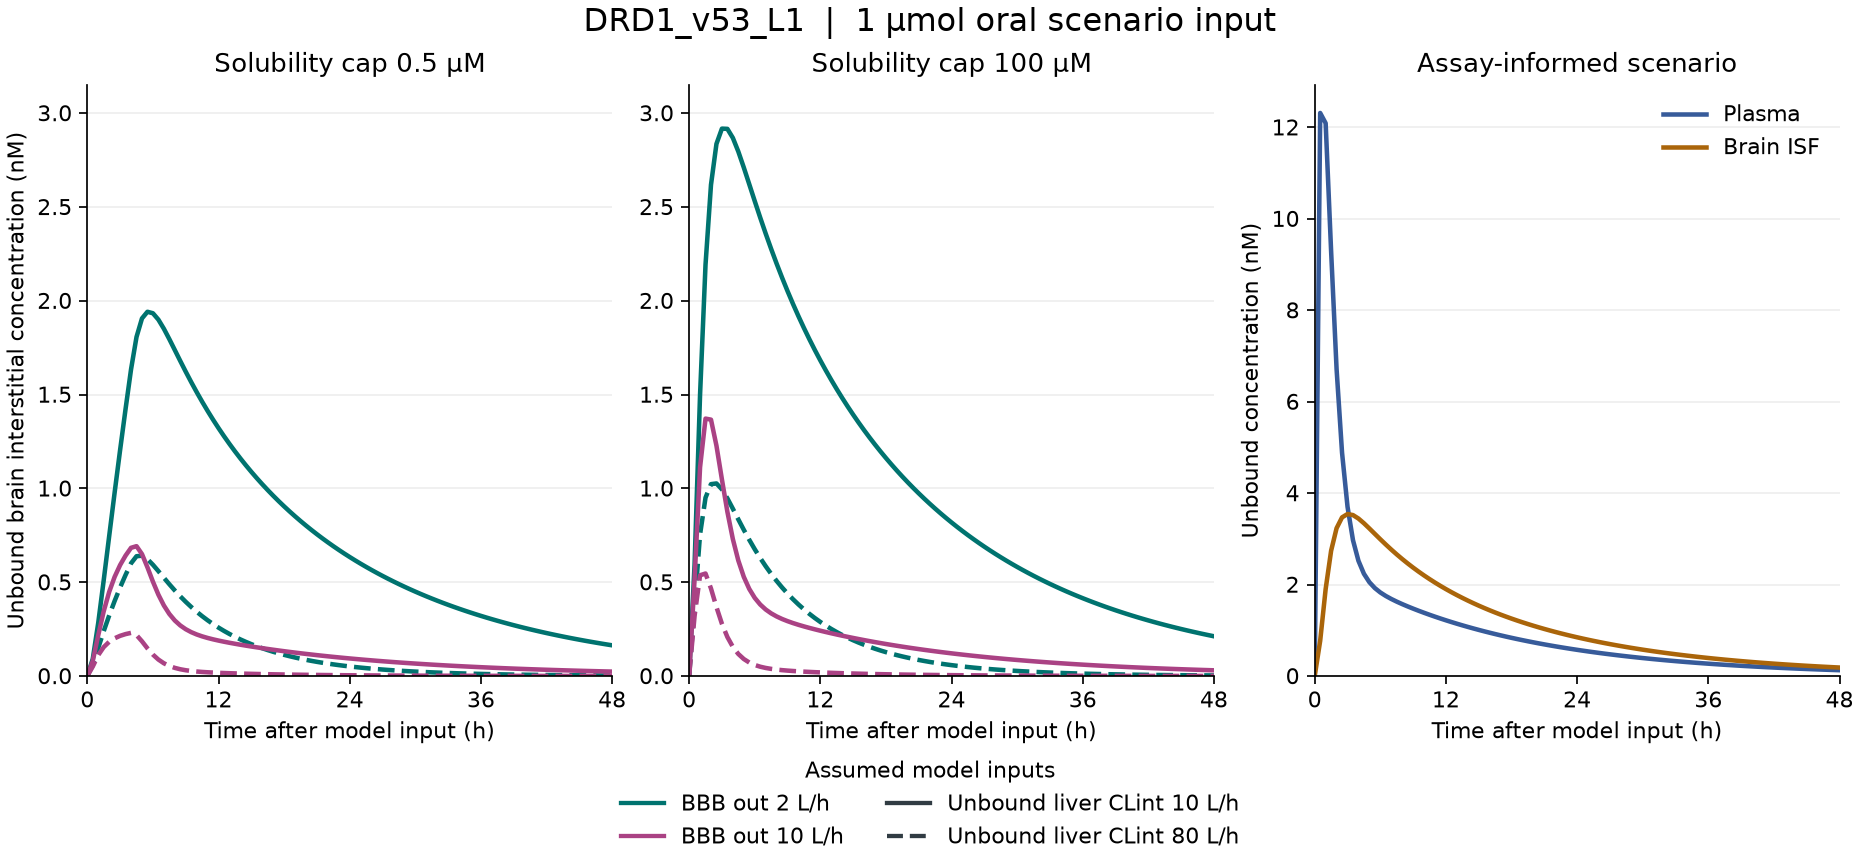 DRD1_v53_L1 | 1 µmol oral scenario input
Solubility cap 0.5 µM
Unbound brain interstitial concentration (nM)
3.0
2.5
2.0
1.5
1.0
0.5
0.0
0 12 24 36 48
Time after model input (h)
Solubility cap 100 µM
3.0
2.5
2.0
1.5
1.0
0.5
0.0
0 12 24 36 48
Time after model input (h)
Assay-informed scenario
Unbound concentration (nM)
12
10
8
6
4
2
0
Plasma
Brain ISF
0 12 24 36 48
Time after model input (h)
Assumed model inputs
BBB out 2 L/h
BBB out 10 L/h
Unbound liver CLint 10 L/h
Unbound liver CLint 80 L/h